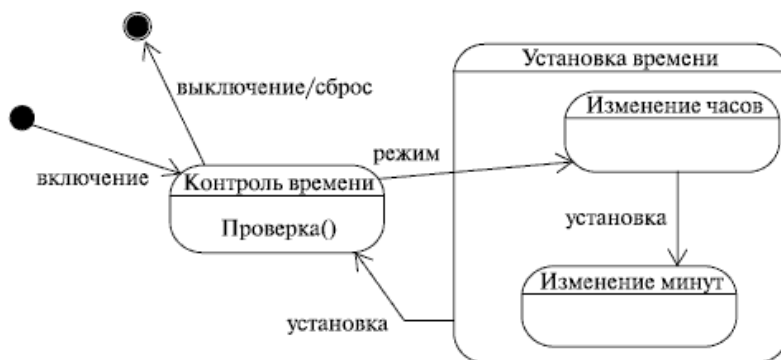 Установка времени
выключение/сброс
Изменение часов
режим
включение
Контроль времени
Проверка()
установка
Изменение минут
установка